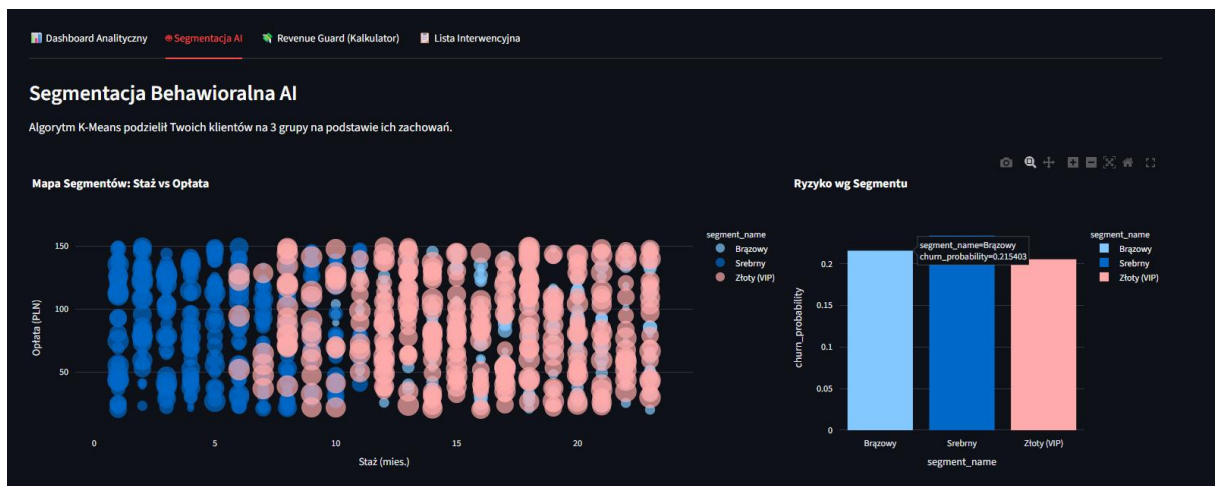 📊 Dashboard Analityczny Segmentacja AI 💸 Revenue Guard (Kalkulator) 📋 Lista Interwencyjna
Segmentacja Behawioralna AI
Algorytm K-Means podzielił Twoich klientów na 3 grupy na podstawie ich zachowań.
Mapa Segmentów: Staż vs Opłata
150
100
50
Opłata (PLN)
0 5 10 15 20
Staż (mies.)
segment_name
Brązowy
Srebrny
Złoty (VIP)
Ryzyko wg Segmentu
0.2
0.15
0.1
0.05
0
churn_probability
segment_name=Brązowy
churn_probability=0.215403
Brązowy Srebrny Złoty (VIP)
segment_name
segment_name
Brązowy
Srebrny
Złoty (VIP)